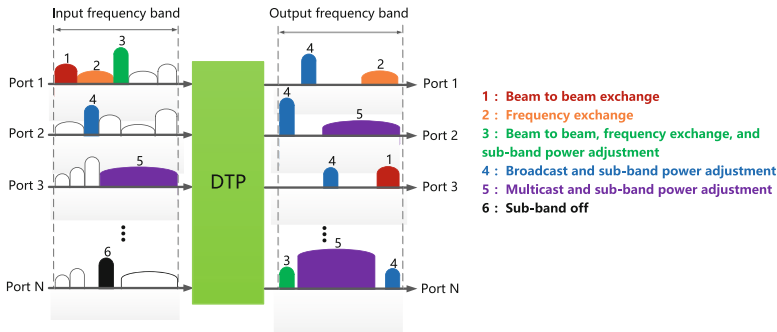 Input frequency band
Output frequency band
1 2 3
4 2
Port 1
Port 1
4
4 5
Port 2
Port 2
5
4 1
Port 3
DTP
Port 3
6
3 5 4
Port N
Port N
1 : Beam to beam exchange
2 : Frequency exchange
3 : Beam to beam, frequency exchange, and
sub-band power adjustment
4 : Broadcast and sub-band power adjustment
5 : Multicast and sub-band power adjustment
6 : Sub-band off